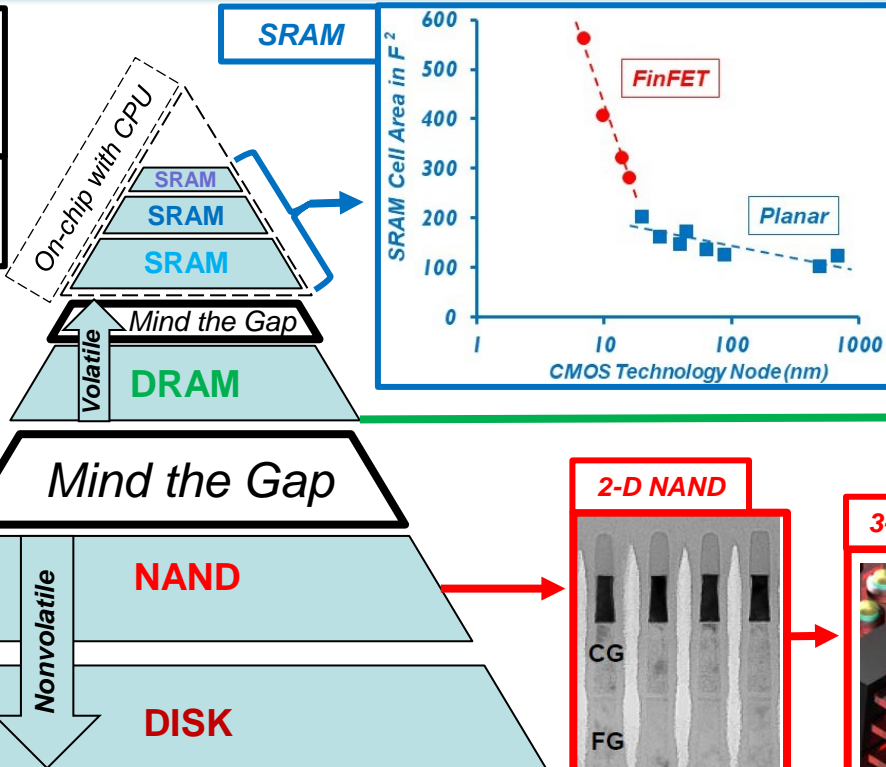 SRAM
On-chip with CPU
SRAM
SRAM
SRAM
Mind the Gap
Volatile
DRAM
Mind the Gap
NAND
Nonvolatile
DISK
SRAM Cell Area in F²
600
500
400
300
200
100
0
FinFET
Planar
1
10
100
1000
CMOS Technology Node (nm)
2-D NAND
CG
FG
3-